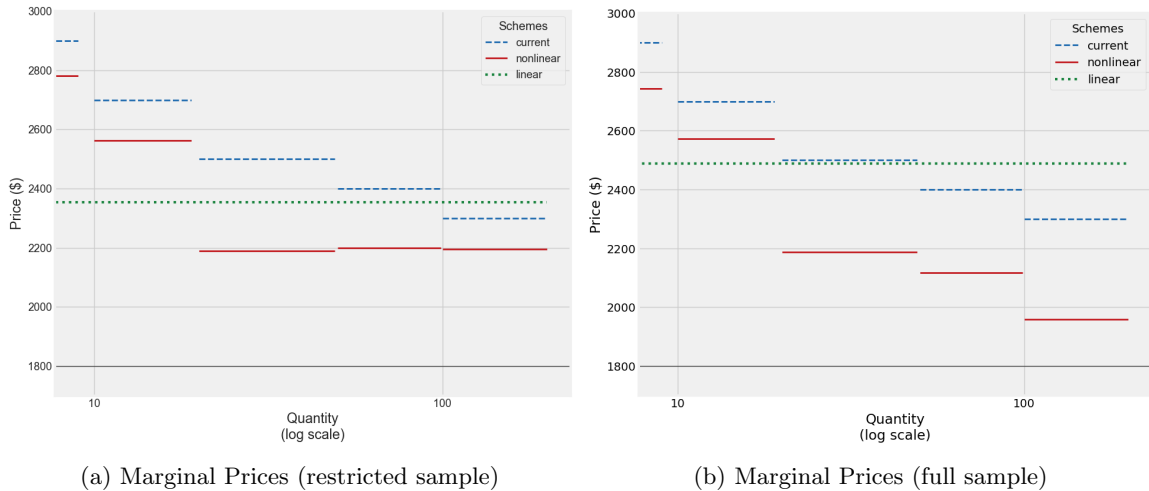 3000
2800
2600
2400
2200
2000
1800
Price ($)
10
100
Quantity
(log scale)
Schemes
current
nonlinear
linear
(a) Marginal Prices (restricted sample)
3000
2800
2600
2400
2200
2000
1800
Price ($)
10
100
Quantity
(log scale)
Schemes
current
nonlinear
linear
(b) Marginal Prices (full sample)